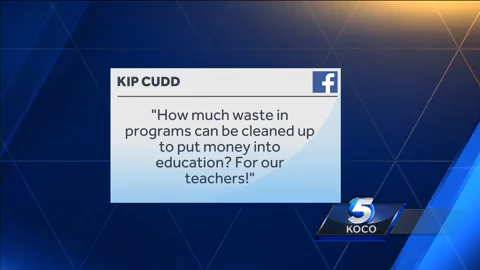 KIP CUDD
f
"How much waste in
programs can be cleaned up
to put money into
education? For our
teachers!"
5
KOCO